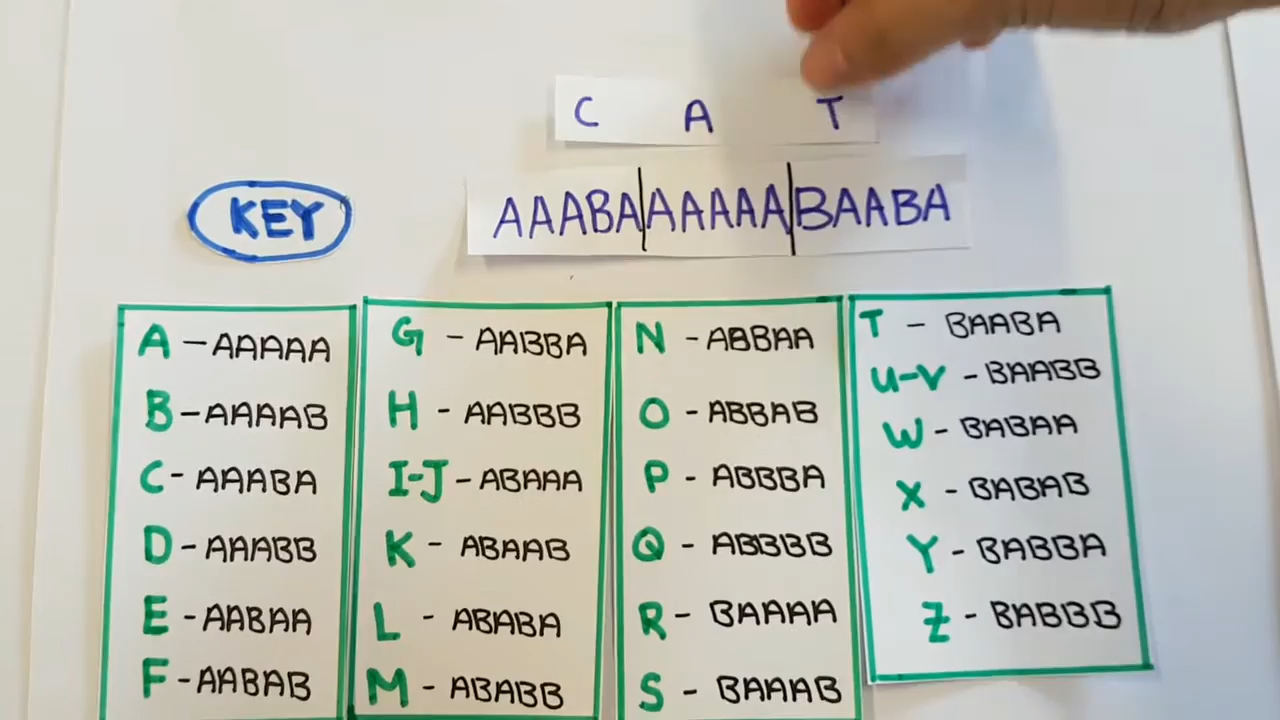 C A T
KEY
AAABA|AAAAA|BAABA
A - AAAAA
B - AAAAB
C - AAABA
D - AAABB
E - AABAA
F - AABAB
G - AABBA
H - AABBB
I-J - ABAAA
K - ABAAB
L - ABABA
M - ABABB
N - ABBAA
O - ABBAB
P - ABBBA
Q - ABBBB
R - BAAAA
S - BAAAB
T - BAABA
U-V - BAABB
W - BABAA
X - BABAB
Y - BABBA
Z - BABBB